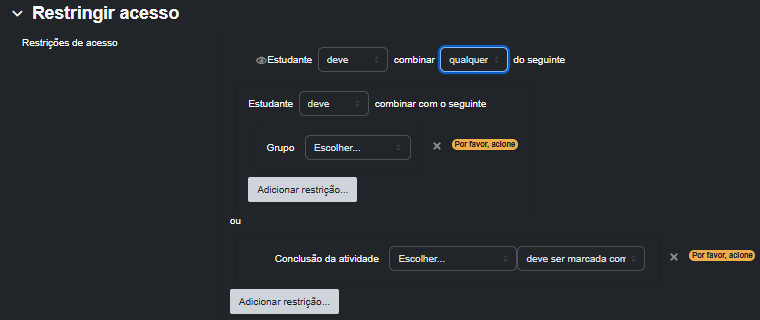 Restringir acesso
Restrições de acesso
Estudante deve combinar qualquer do seguinte
Estudante deve combinar com o seguinte
Grupo Escolher... Por favor, acione
Adicionar restrição...
ou
Conclusão da atividade Escolher... deve ser marcada com Por favor, acione
Adicionar restrição...